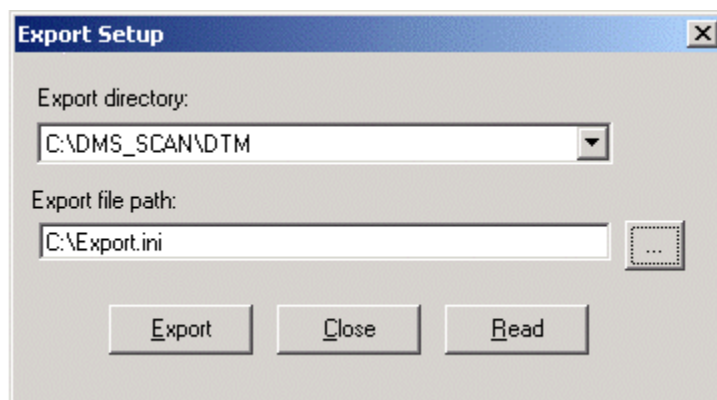 Export Setup
Export directory:
C:\DMS_SCAN\DTM
Export file path:
C:\Export.ini
...
Export Close Read